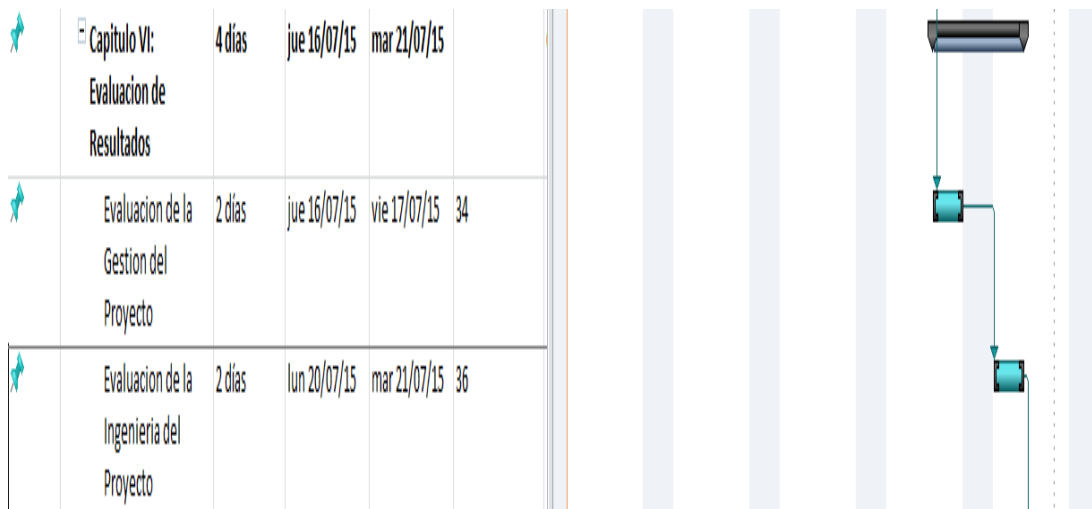 Capitulo VI: 4 días jue 16/07/15 mar 21/07/15
Evaluacion de
Resultados
Evaluacion de la 2 días jue 16/07/15 vie 17/07/15 34
Gestion del
Proyecto
Evaluacion de la 2 días lun 20/07/15 mar 21/07/15 36
Ingenieria del
Proyecto